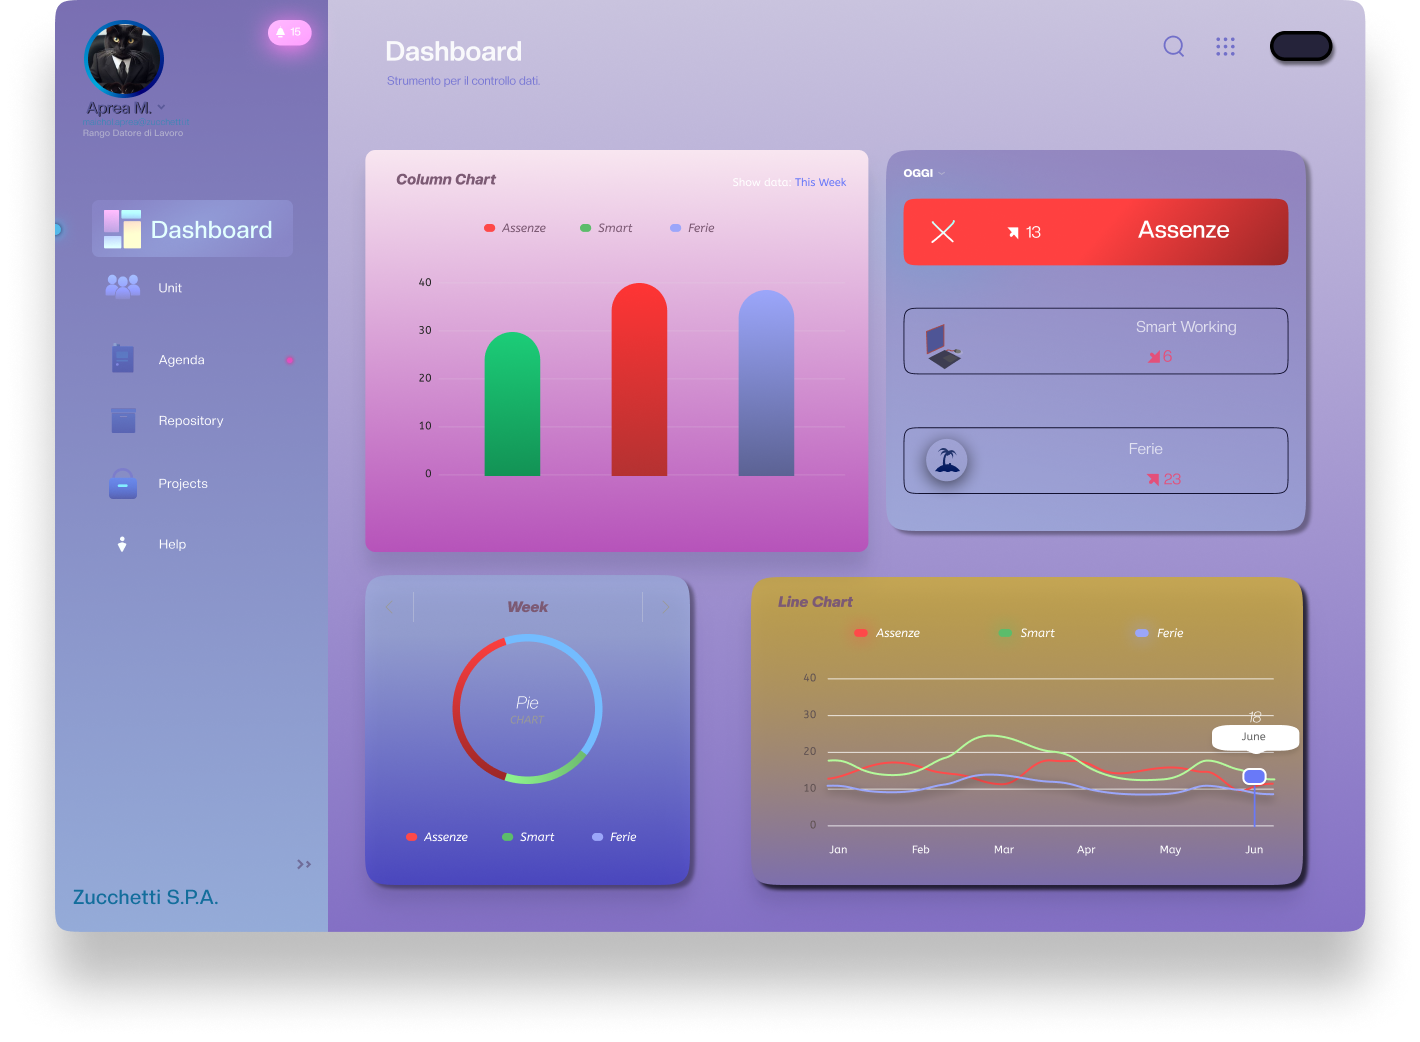 15
Aprea M.
Rango Datore di Lavoro
Dashboard
Unit
Agenda
Repository
Projects
Help
Zucchetti S.P.A.
Dashboard
Strumento per il controllo dati.
Column Chart
Show data: This Week
Assenze
Smart
Ferie
40
30
20
10
0
OGGI
13
Assenze
Smart Working
6
Ferie
23
Week
Pie
CHART
Assenze
Smart
Ferie
Line Chart
Assenze
Smart
Ferie
40
30
20
10
0
18
June
Jan
Feb
Mar
Apr
May
Jun